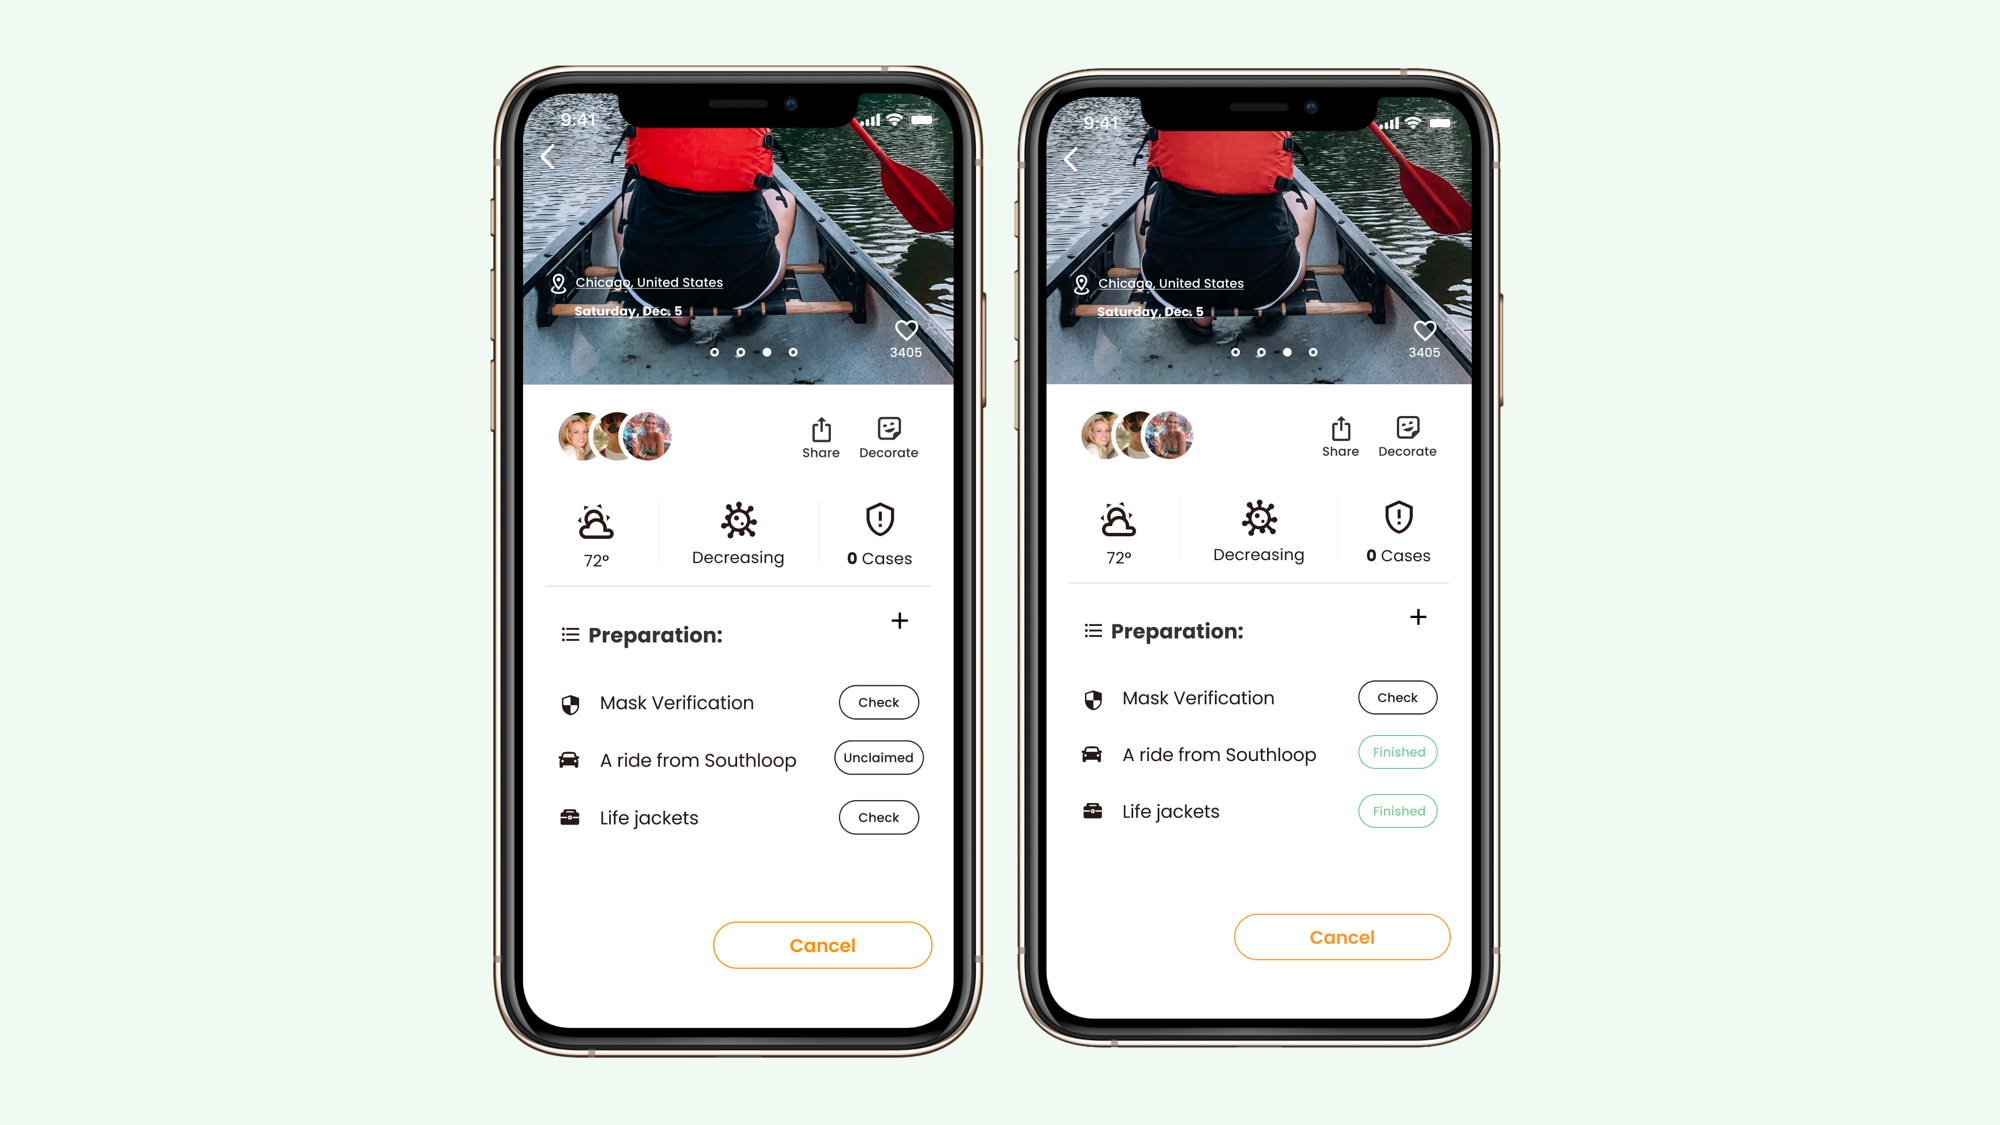 9:41
Chicago, United States
Saturday, Dec. 5
3405
Share Decorate
72° Decreasing 0 Cases
Preparation: +
Mask Verification Check
A ride from Southloop Unclaimed
Life jackets Check
Cancel
9:41
Chicago, United States
Saturday, Dec. 5
3405
Share Decorate
72° Decreasing 0 Cases
Preparation: +
Mask Verification Check
A ride from Southloop Finished
Life jackets Finished
Cancel